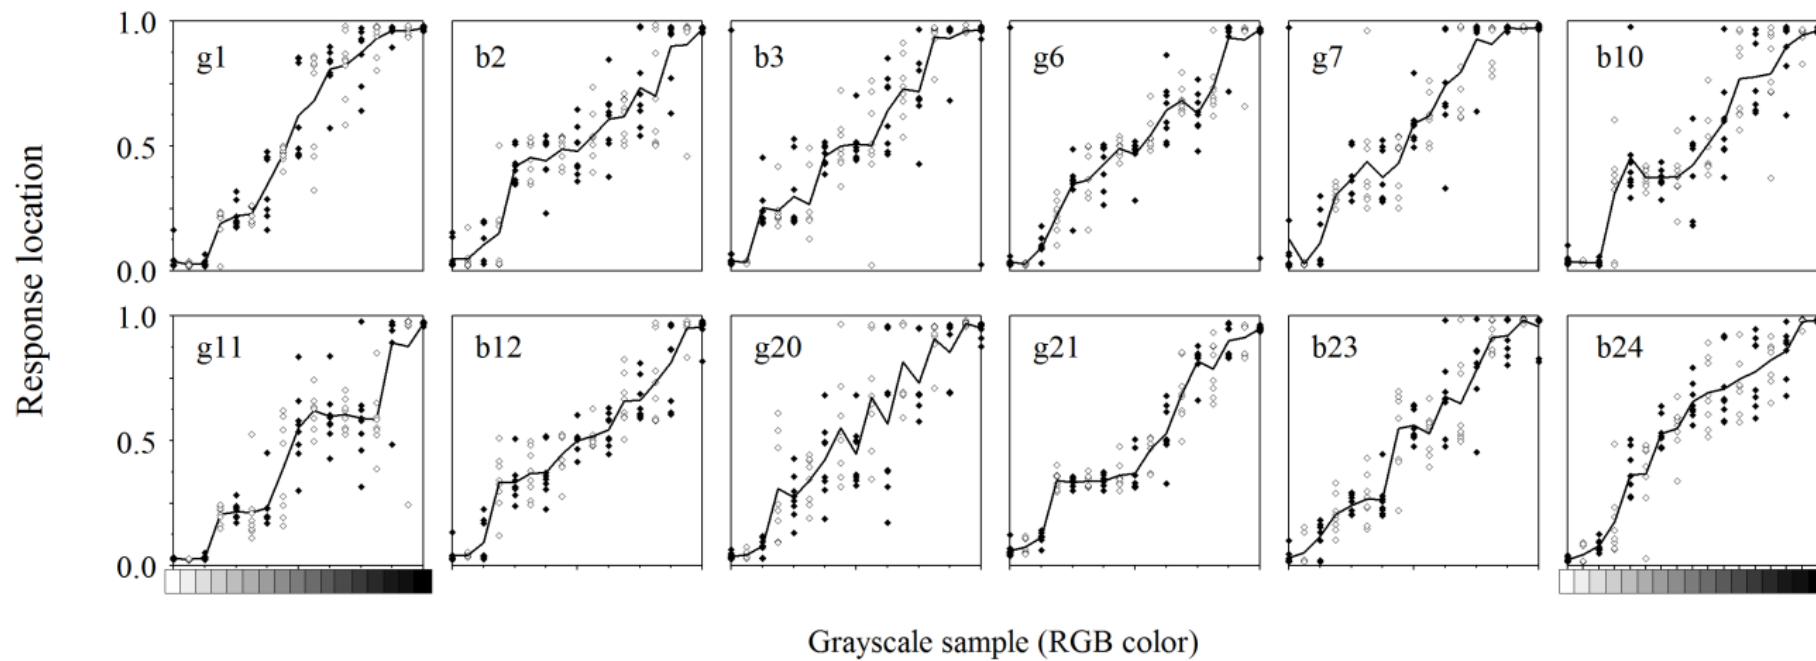 Response location
1.0
0.5
0.0
g1
b2
b3
g6
g7
b10
1.0
0.5
0.0
g11
b12
g20
g21
b23
b24
Grayscale sample (RGB color)